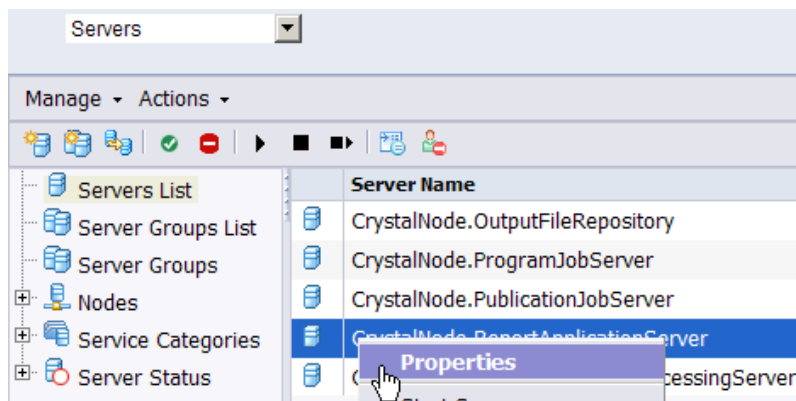 Servers
Manage Actions
Servers List
Server Groups List
Server Groups
Nodes
Service Categories
Server Status
Server Name
CrystalNode.OutputFileRepository
CrystalNode.ProgramJobServer
CrystalNode.PublicationJobServer
CrystalNode.ReportApplicationServer
Properties
cessingServer